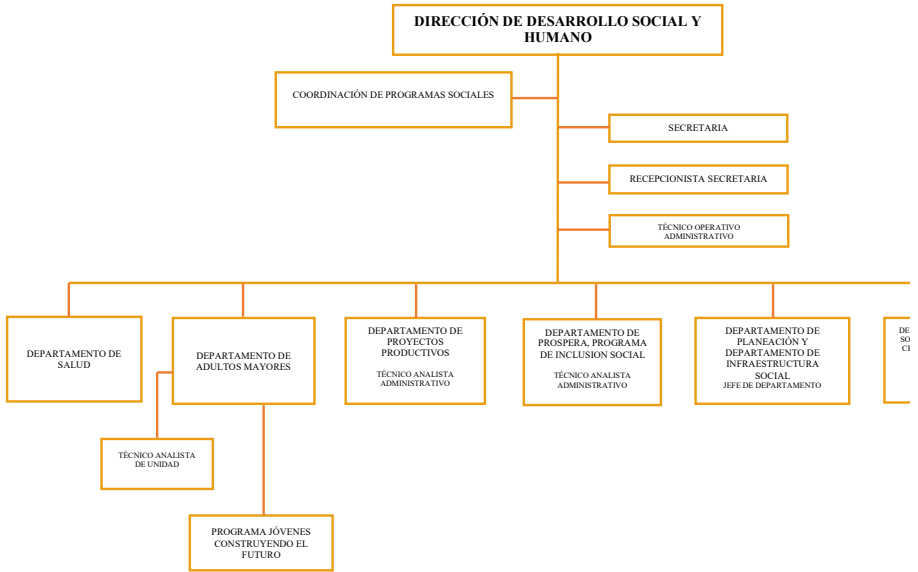 DIRECCIÓN DE DESARROLLO SOCIAL Y
HUMANO
COORDINACIÓN DE PROGRAMAS SOCIALES
SECRETARIA
RECEPCIONISTA SECRETARIA
TÉCNICO OPERATIVO
ADMINISTRATIVO
DEPARTAMENTO DE
SALUD
DEPARTAMENTO DE
ADULTOS MAYORES
DEPARTAMENTO DE
PROYECTOS
PRODUCTIVOS
TÉCNICO ANALISTA
ADMINISTRATIVO
DEPARTAMENTO DE
PROSPERA, PROGRAMA
DE INCLUSION SOCIAL
TÉCNICO ANALISTA
ADMINISTRATIVO
DEPARTAMENTO DE
PLANEACIÓN Y
DEPARTAMENTO DE
INFRAESTRUCTURA
SOCIAL
JEFE DE DEPARTAMENTO
TÉCNICO ANALISTA
DE UNIDAD
PROGRAMA JÓVENES
CONSTRUYENDO EL
FUTURO